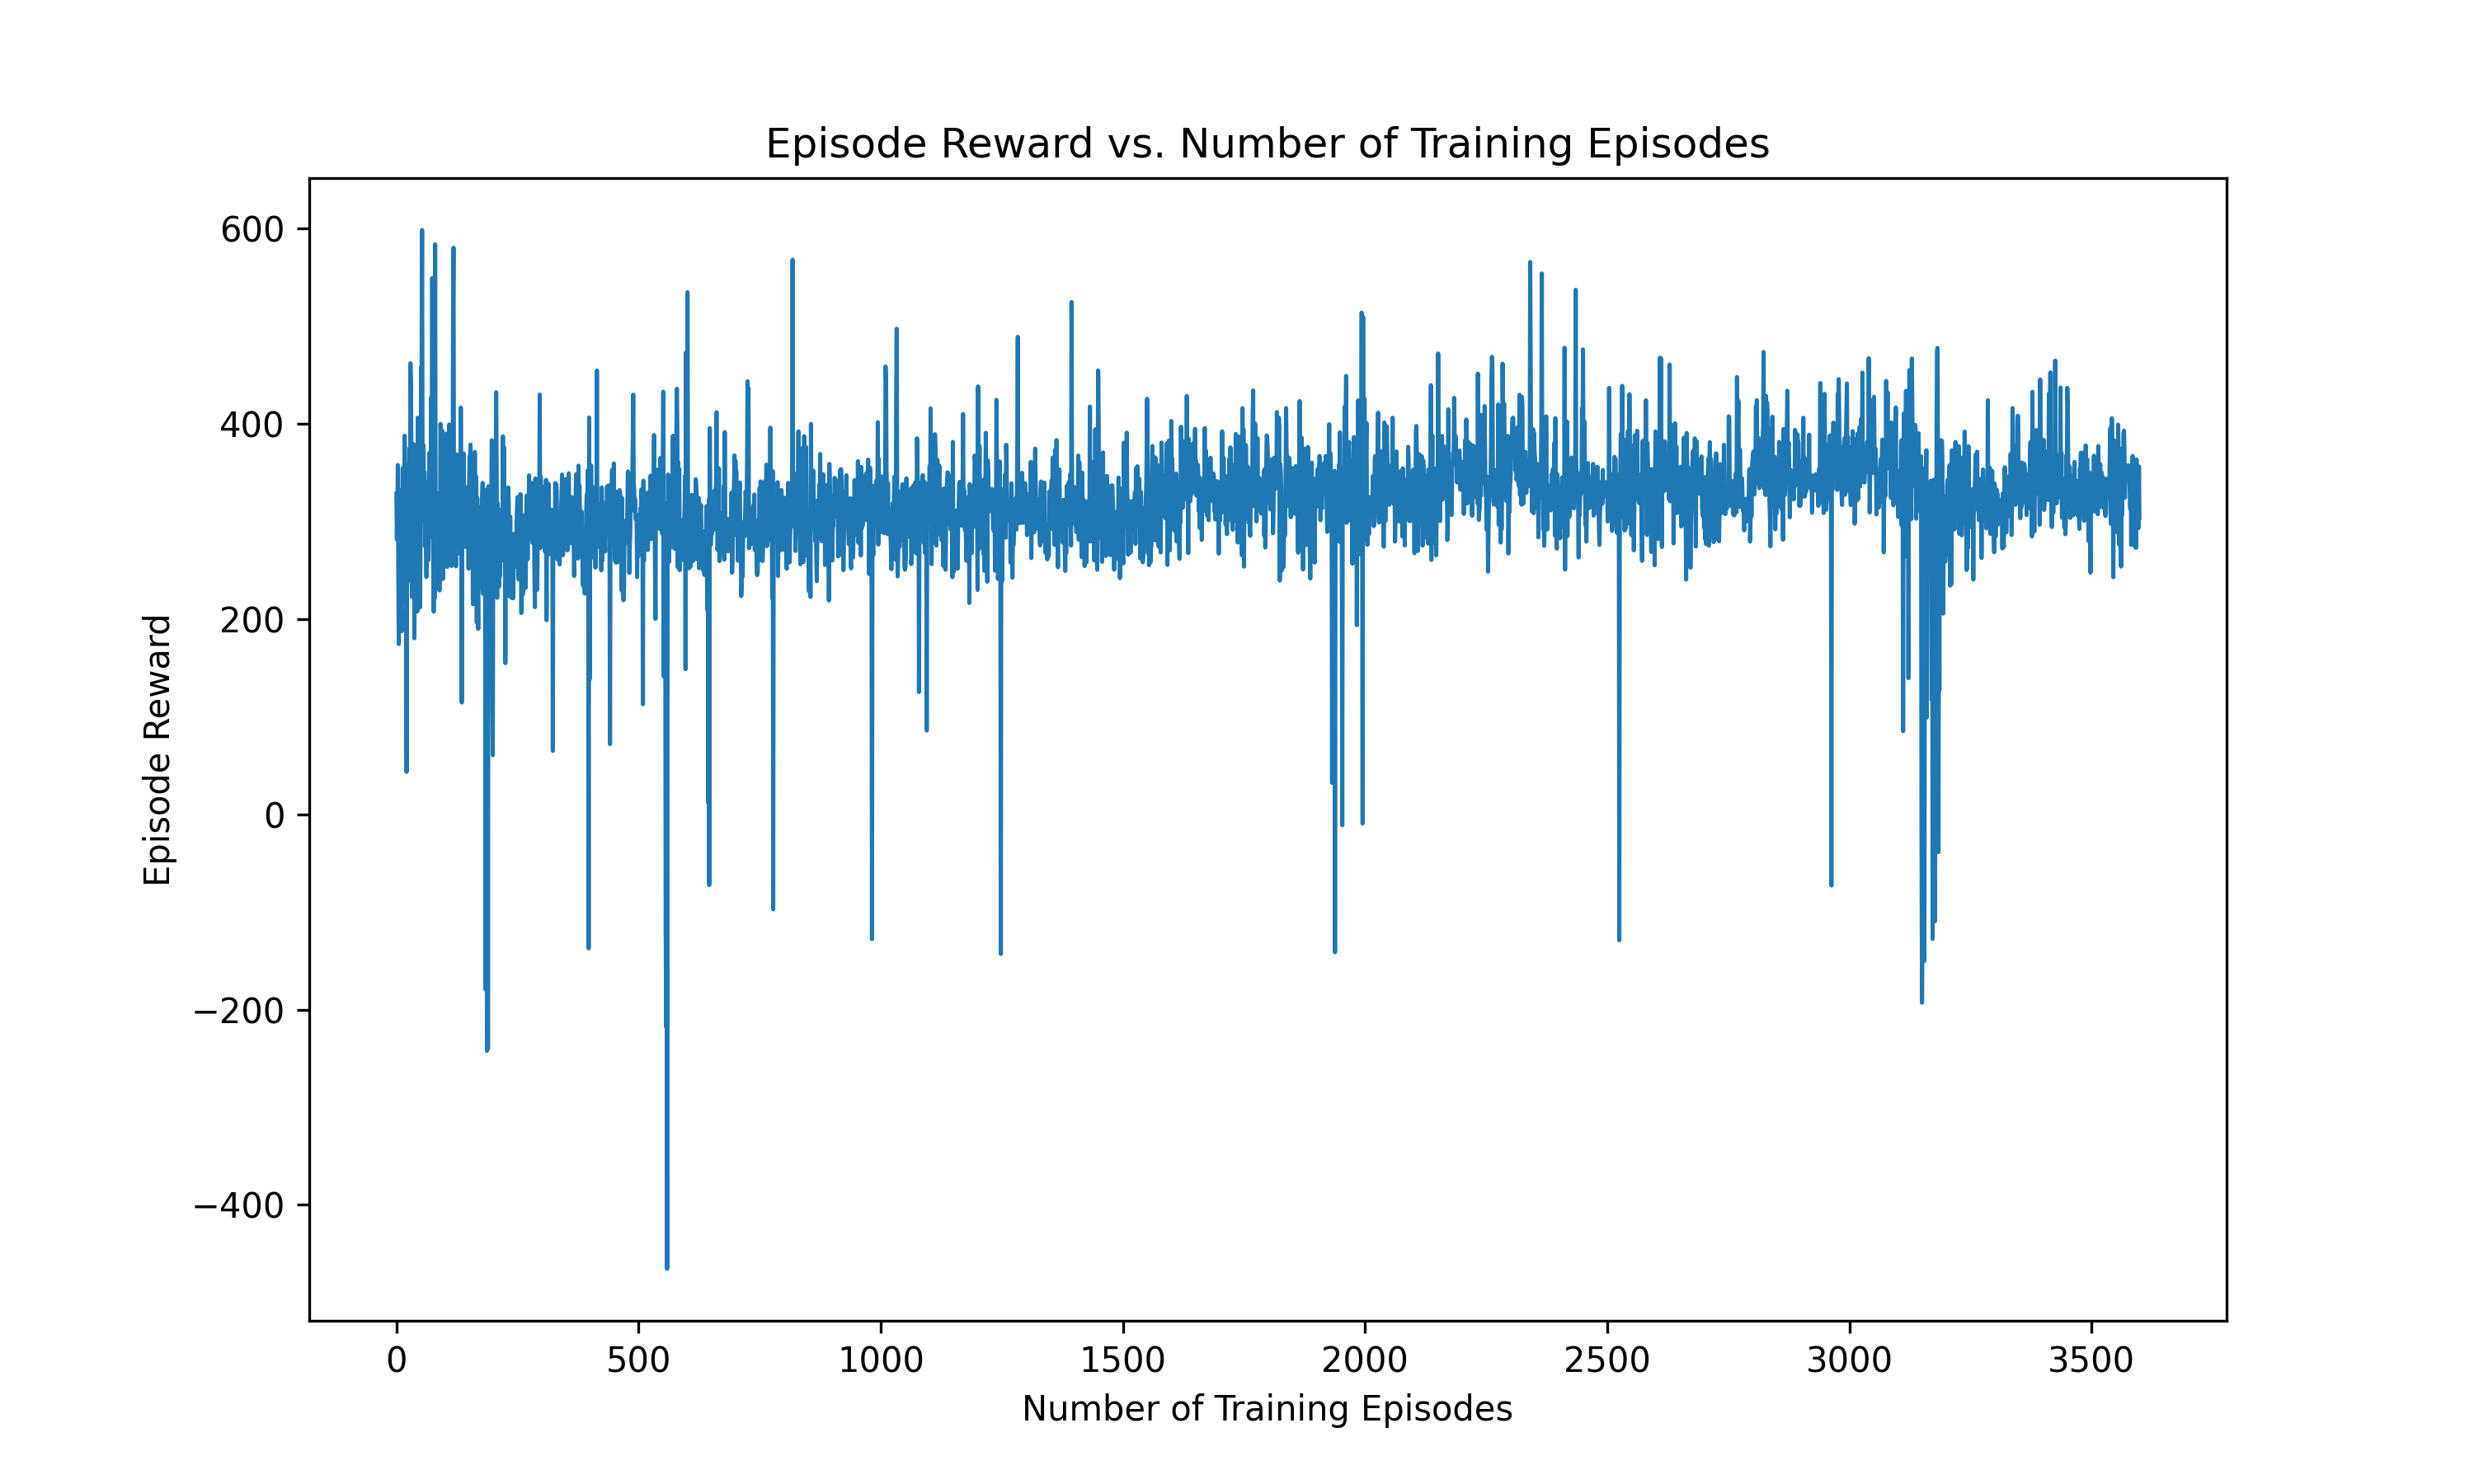 Episode Reward vs. Number of Training Episodes
600
400
200
0
−200
−400
Episode Reward
0 500 1000 1500 2000 2500 3000 3500
Number of Training Episodes